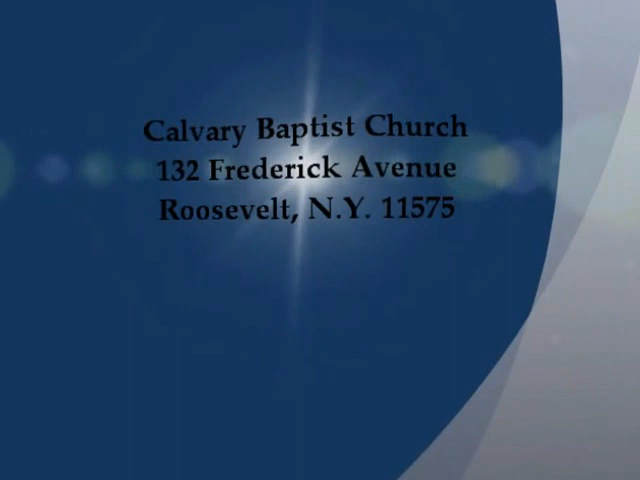 Calvary Baptist Church
132 Frederick Avenue
Roosevelt, N.Y. 11575